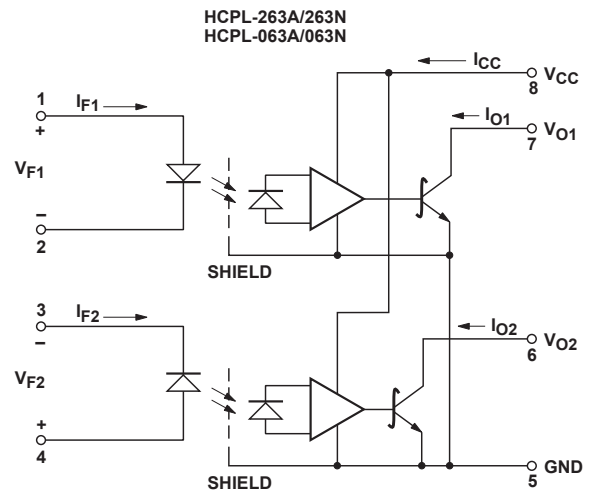 HCPL-263A/263N
HCPL-063A/063N
ICC
8 VCC
1 IF1
+
IO1
7 VO1
VF1
–
2
SHIELD
3 IF2
–
IO2
6 VO2
VF2
+
4
SHIELD
5 GND